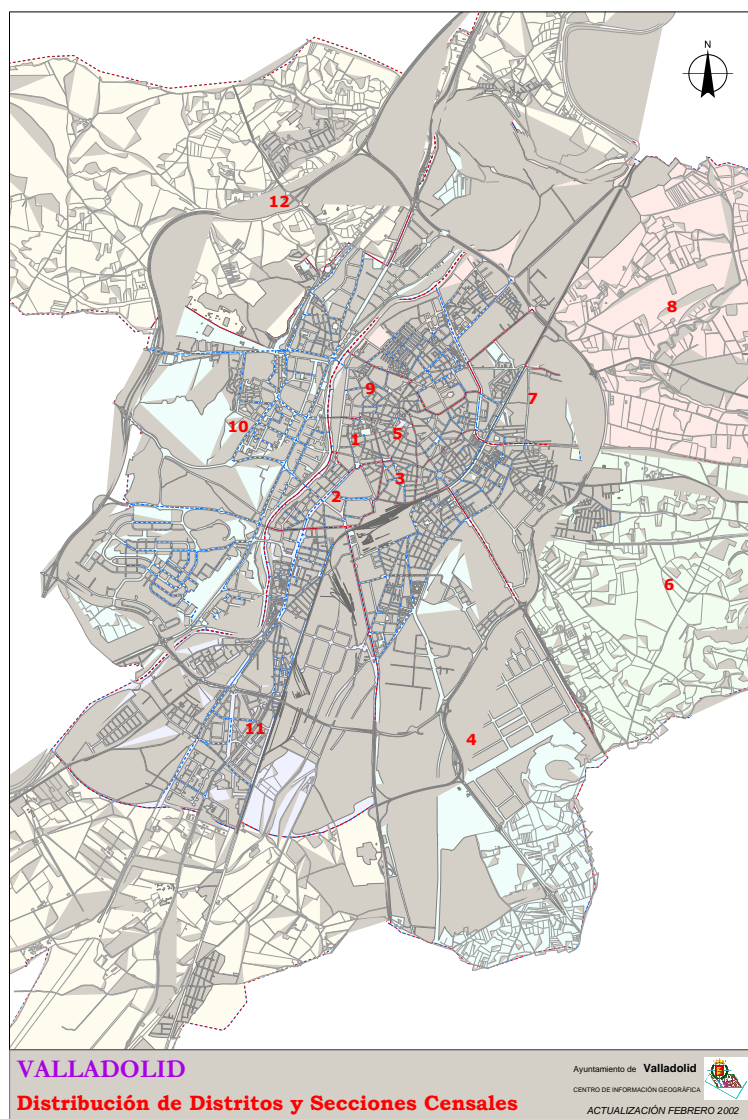 N
12
8
9
7
10
1
5
3
2
6
11
4
VALLADOLID
Distribución de Distritos y Secciones Censales
Ayuntamiento de Valladolid
CENTRO DE INFORMACIÓN GEOGRÁFICA
ACTUALIZACIÓN FEBRERO